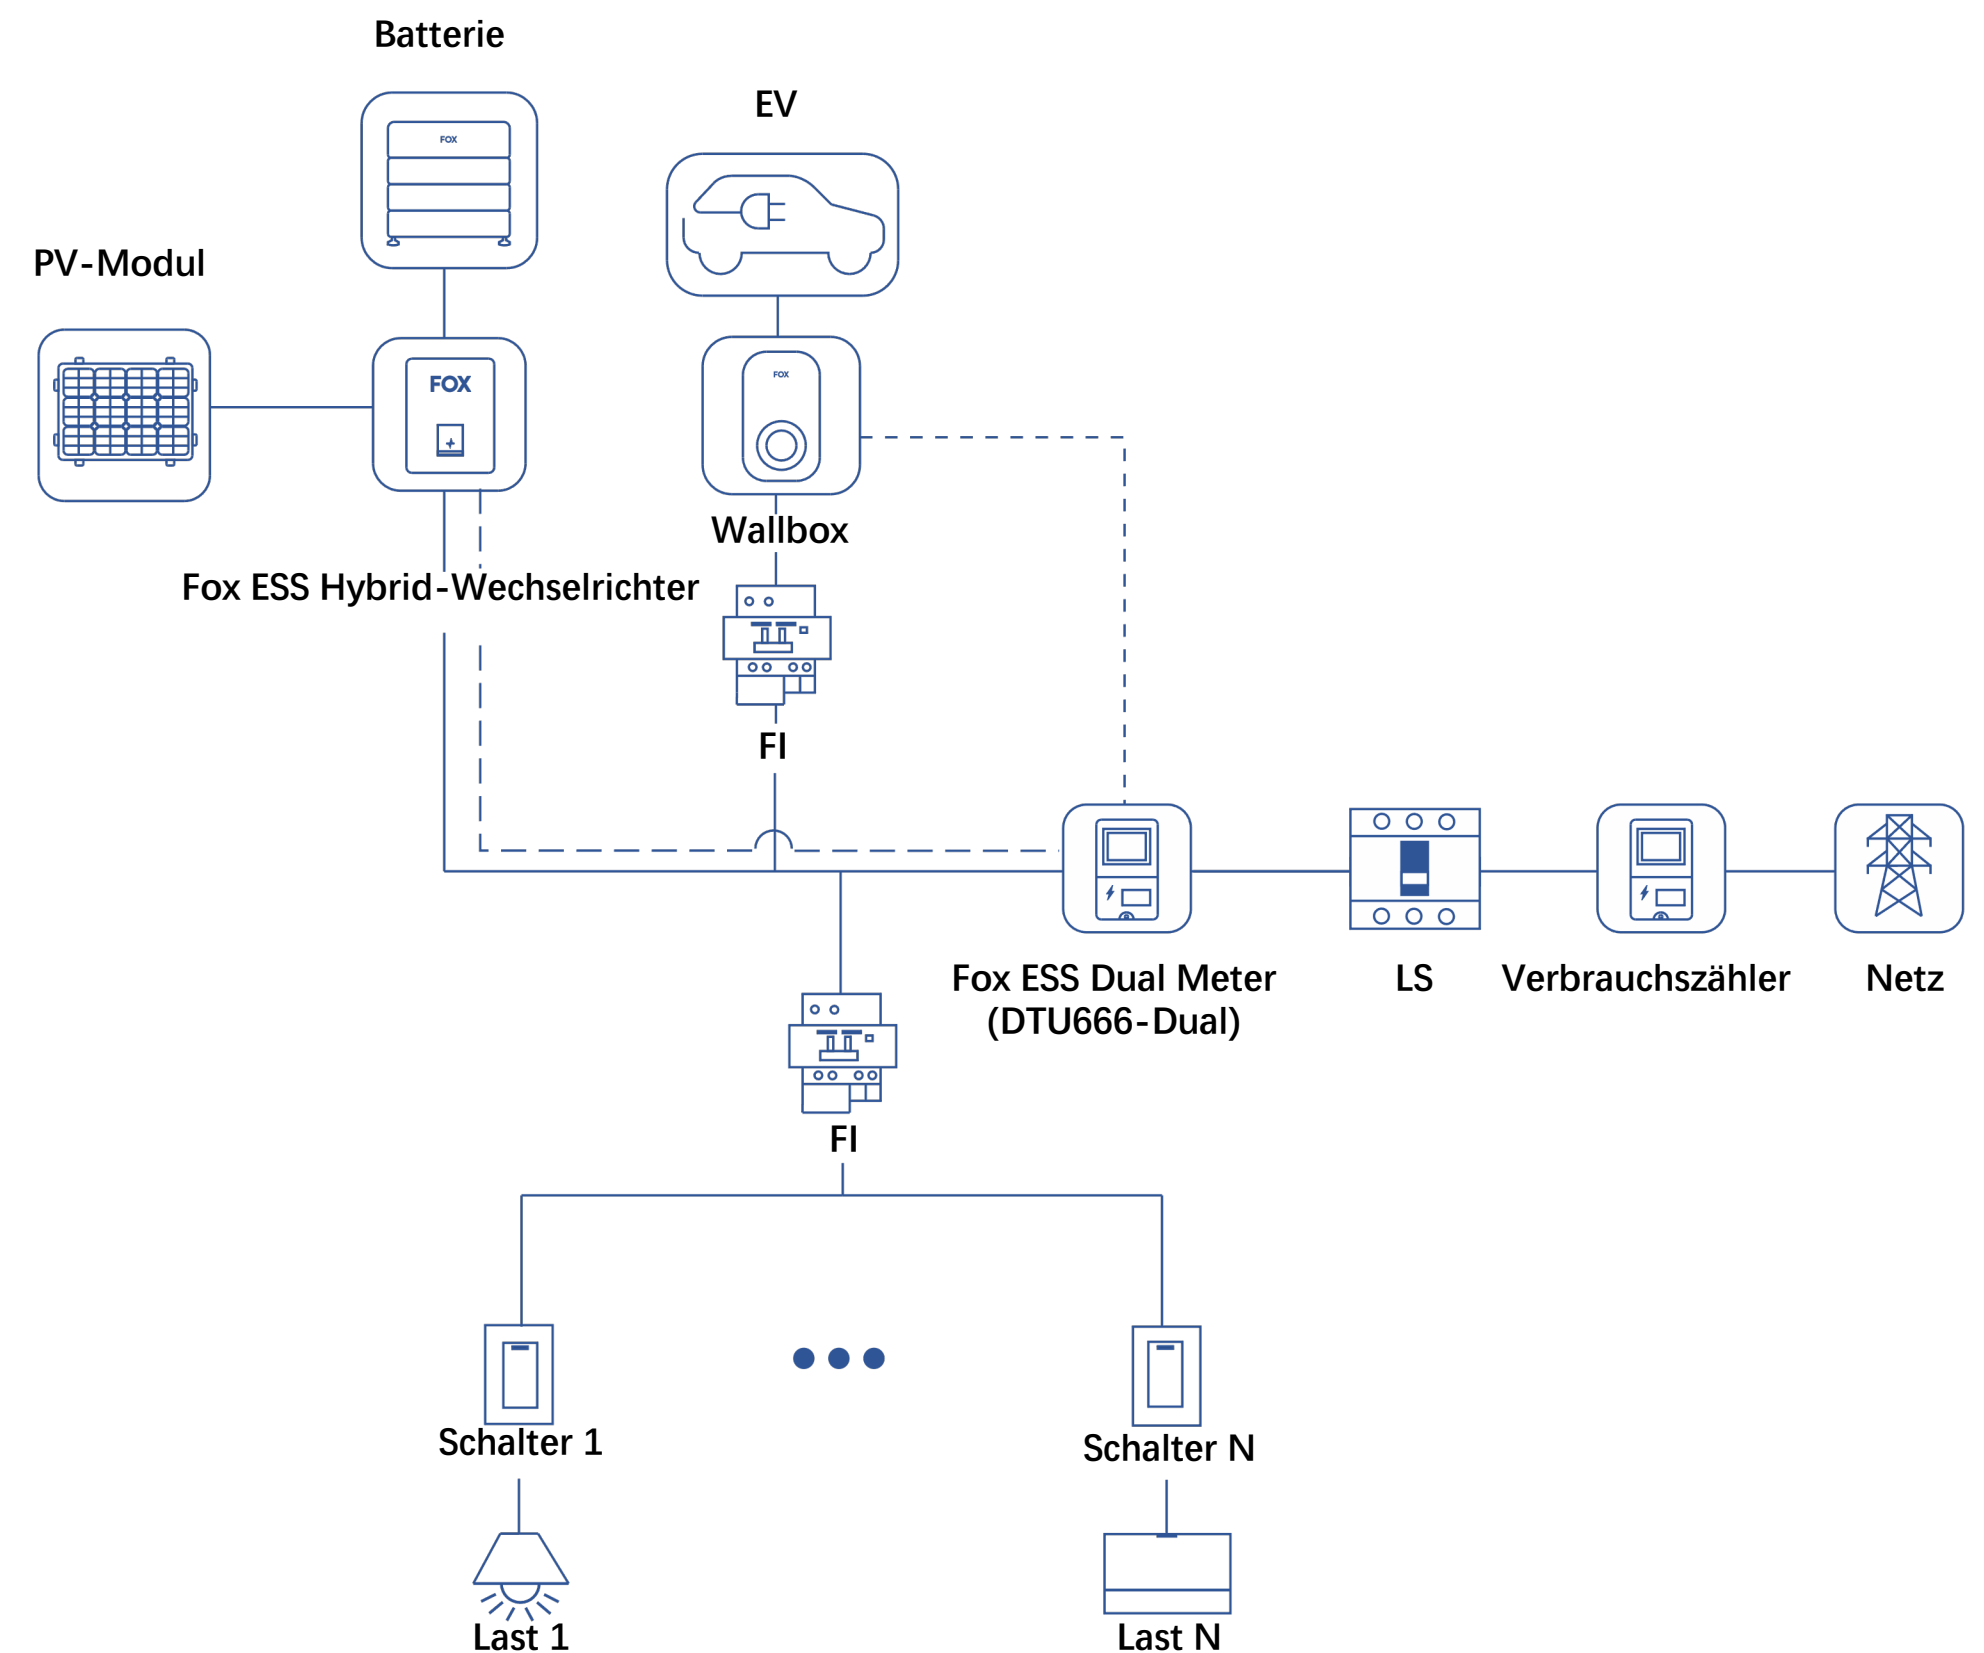 Batterie
EV
FOX
PV-Modul
FOX
FOX
Wallbox
Fox ESS Hybrid-Wechselrichter
FI
Fox ESS Dual Meter
(DTU666-Dual)
LS
Verbrauchszähler
Netz
FI
Schalter 1
Schalter N
Last 1
Last N